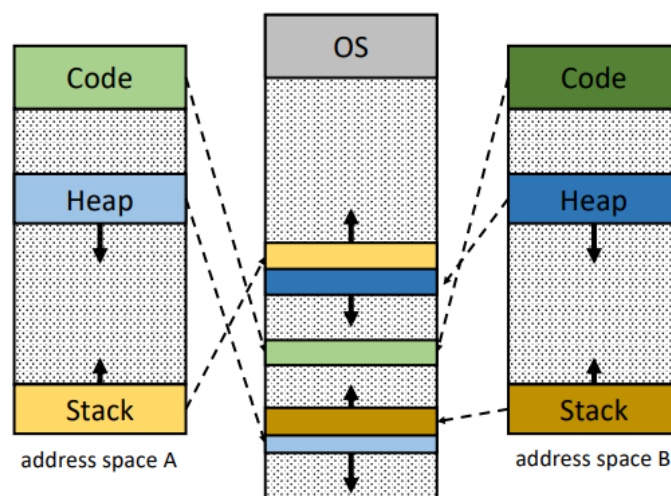 OS
Code
Code
Heap
Heap
Stack
Stack
address space A
address space B